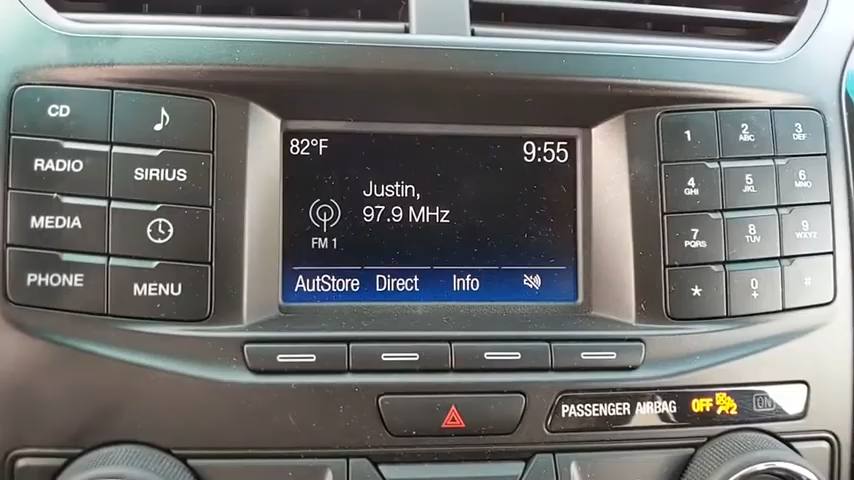 CD
RADIO
SIRIUS
MEDIA
PHONE
MENU
82°F
9:55
Justin,
97.9 MHz
FM 1
AutStore Direct Info
1 2 ABC 3 DEF
4 GHI 5 JKL 6 MNO
7 PQRS 8 TUV 9 WXYZ
* 0 + #
PASSENGER AIRBAG OFF 2 ON